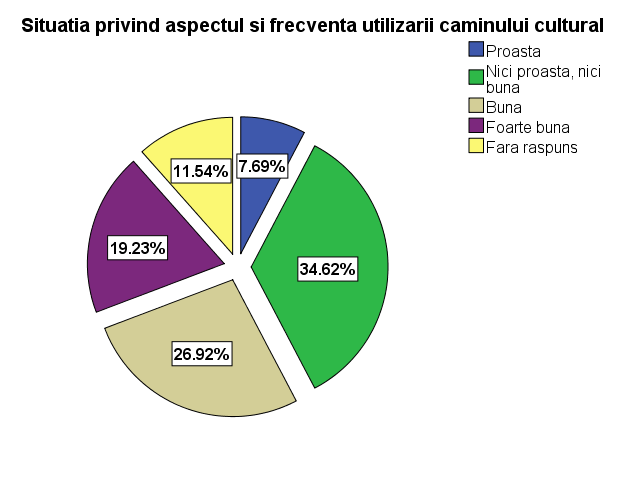 Situatia privind aspectul si frecventa utilizarii caminului cultural
Proasta
Nici proasta, nici
buna
Buna
Foarte buna
Fara raspuns
11.54%
7.69%
19.23%
34.62%
26.92%